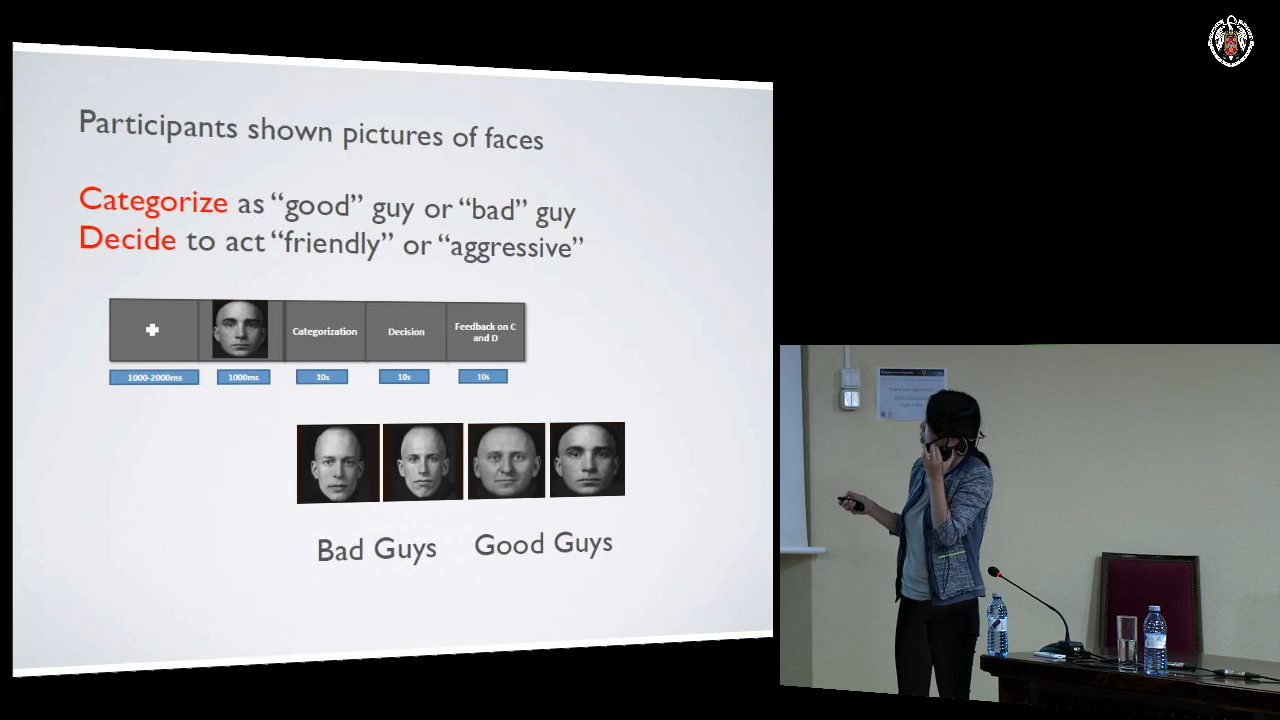 Participants shown pictures of faces
Categorize as “good” guy or “bad” guy
Decide to act “friendly” or “aggressive”
Categorization
Decision
Feedback on C
and D
1000-2000ms
1000ms
10s
10s
10s
Bad Guys
Good Guys